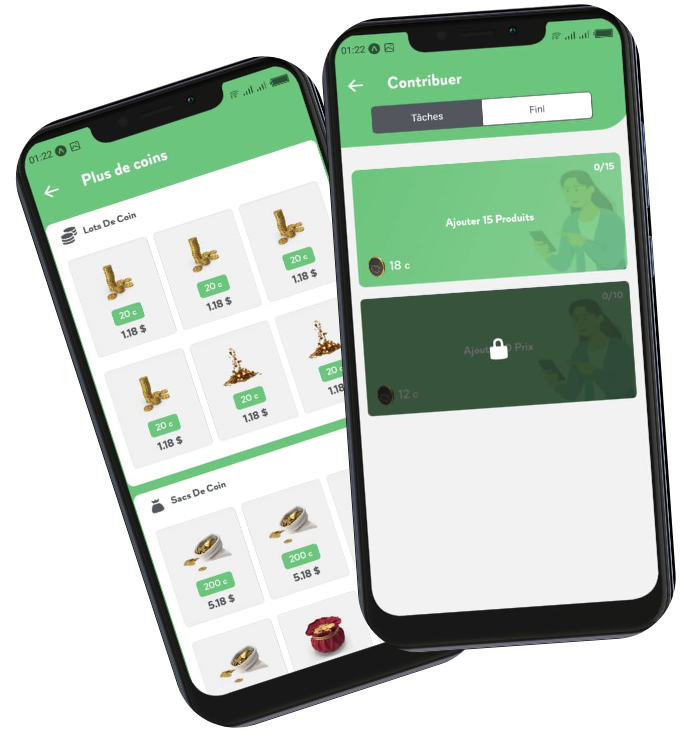 01:22
Plus de coins
Lots De Coin
20 c
1.18 $
20 c
1.18 $
20 c
1.18 $
20 c
1.18 $
20 c
1.18 $
20
1.18
Sacs De Coin
200 c
5.18 $
200 c
5.18 $
01:22
Contribuer
Tâches
Fini
0/15
Ajouter 15 Produits
18 c
0/10
Prix
12 c